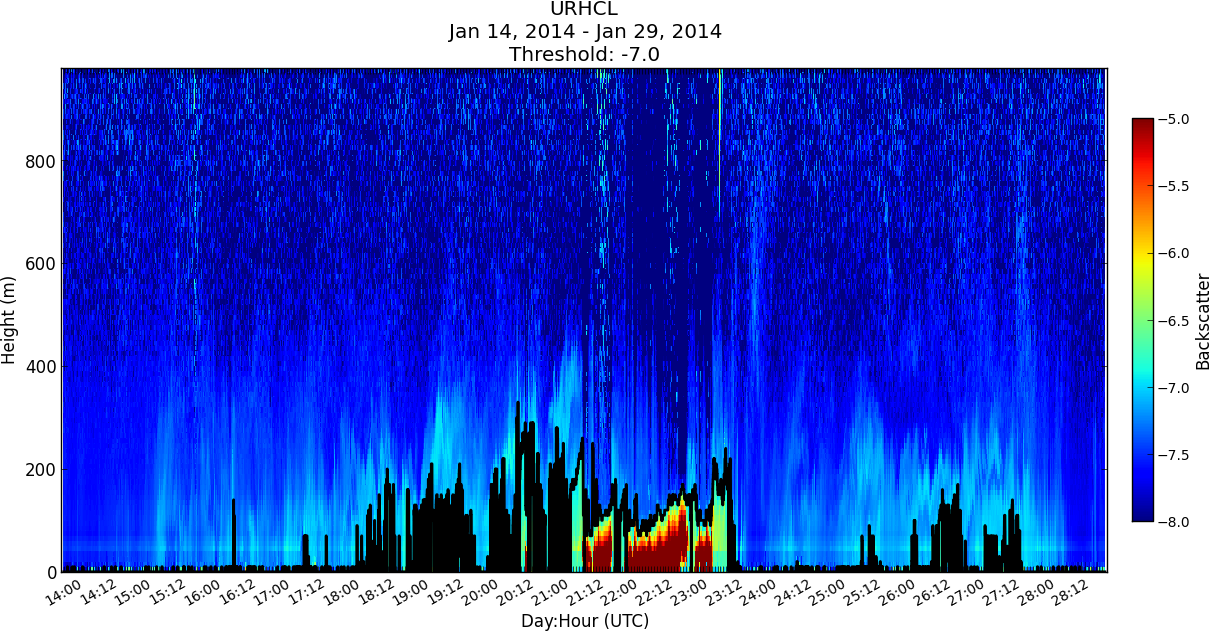 URHCL
Jan 14, 2014 - Jan 29, 2014
Threshold: -7.0
Height (m)
800
600
400
200
0
14:00 14:12 15:00 15:12 16:00 16:12 17:00 17:12 18:00 18:12 19:00 19:12 20:00 20:12 21:00 21:12 22:00 22:12 23:00 23:12 24:00 24:12 25:00 25:12 26:00 26:12 27:00 27:12 28:00 28:12
Day:Hour (UTC)
−5.0
−5.5
−6.0
−6.5
−7.0
−7.5
−8.0
Backscatter